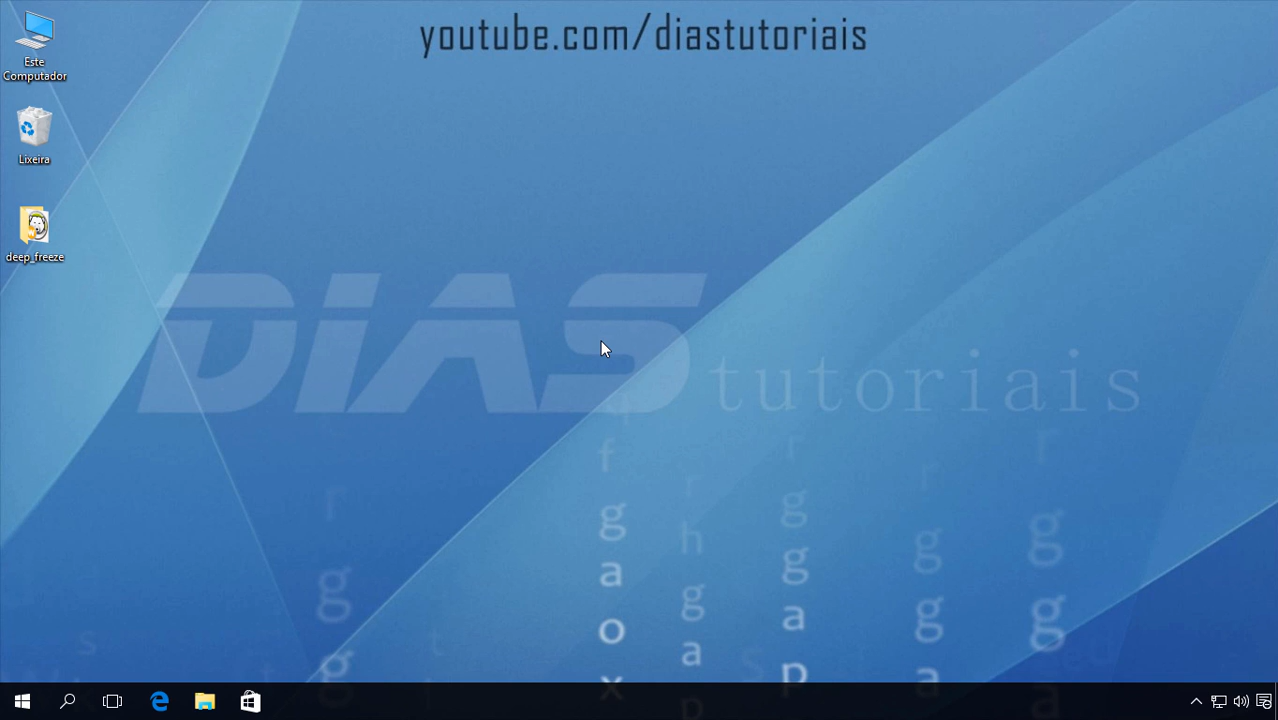 youtube.com/diastutoriais
Este
Computador
Lixeira
deep_freeze
DIAS tutoriais
f
g
a
o
x
r
h
g
a
p
r
g
g
a
p
r
g
g
a
r
g
g
a
r
g
g
s
t